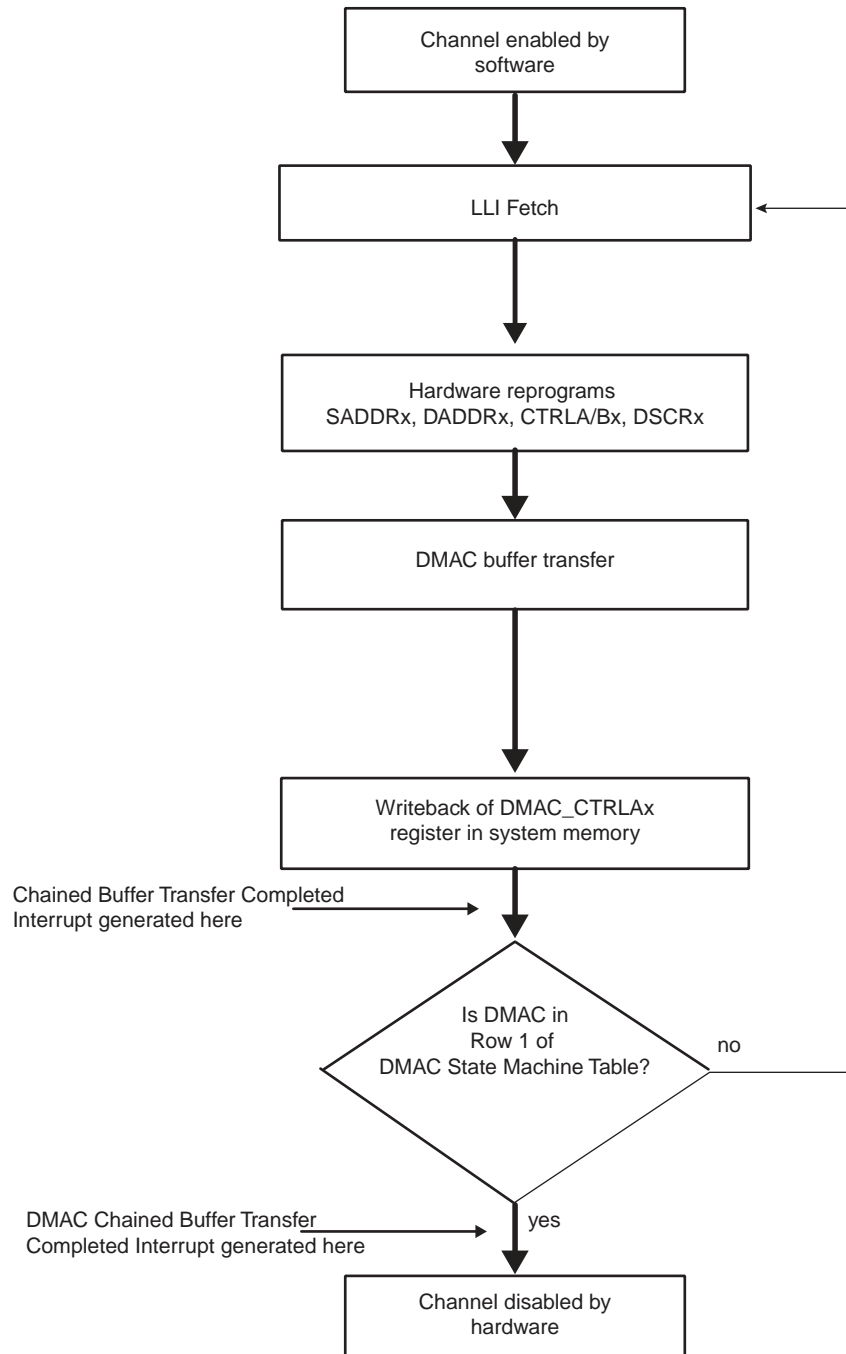 Channel enabled by
software
LLI Fetch
Hardware reprograms
SADDRx, DADDRx, CTRLA/Bx, DSCRx
DMAC buffer transfer
Writeback of DMAC_CTRLAx
register in system memory
Chained Buffer Transfer Completed
Interrupt generated here
Is DMAC in
Row 1 of
DMAC State Machine Table?
no
yes
DMAC Chained Buffer Transfer
Completed Interrupt generated here
Channel disabled by
hardware